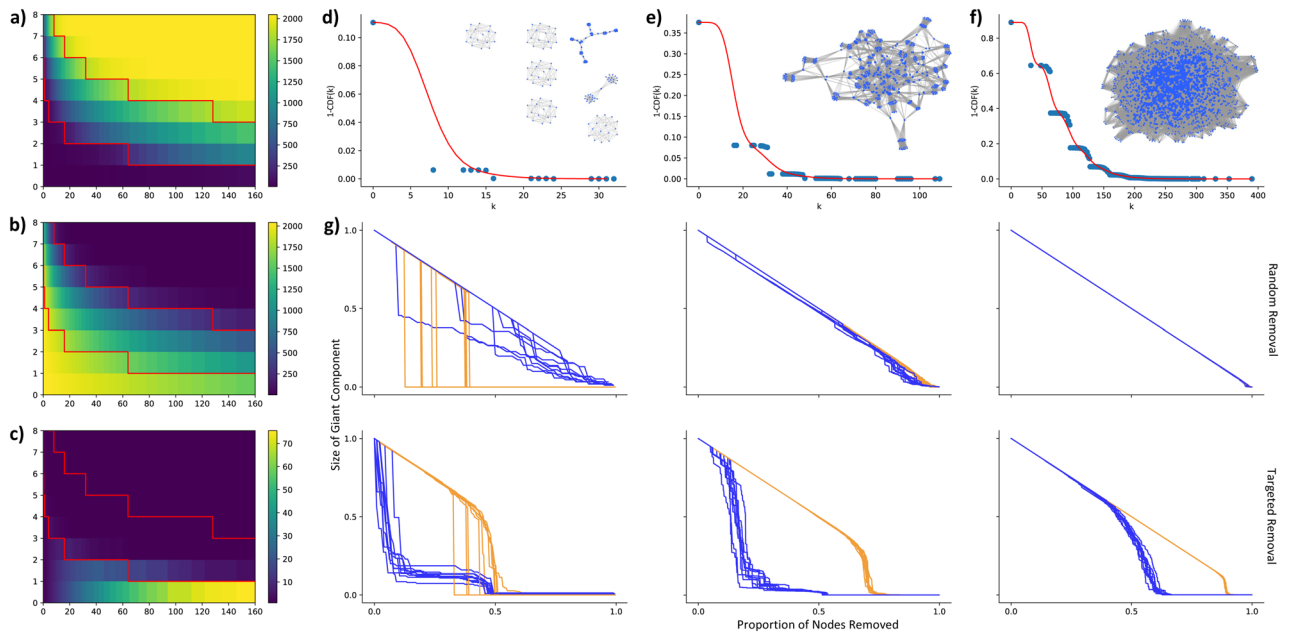 a)
8
7
6
5
4
3
2
1
0
0 20 40 60 80 100 120 140 160
2000
1750
1500
1250
1000
750
500
250
d)
1-CDF(k)
0.10
0.08
0.06
0.04
0.02
0.00
0 5 10 15 20 25 30
k
e)
1-CDF(k)
0.35
0.30
0.25
0.20
0.15
0.10
0.05
0.00
0 20 40 60 80 100
k
f)
1-CDF(k)
0.8
0.6
0.4
0.2
0.0
0 50 100 150 200 250 300 350 400
k
b)
8
7
6
5
4
3
2
1
0
0 20 40 60 80 100 120 140 160
2000
1750
1500
1250
1000
750
500
250
g)
1.0
0.5
0.0
Random Removal
Size of Giant Component
c)
8
7
6
5
4
3
2
1
0
0 20 40 60 80 100 120 140 160
70
60
50
40
30
20
10
1.0
0.5
0.0
0.0 0.5 1.0
0.0 0.5 1.0
0.0 0.5 1.0
Targeted Removal
Proportion of Nodes Removed